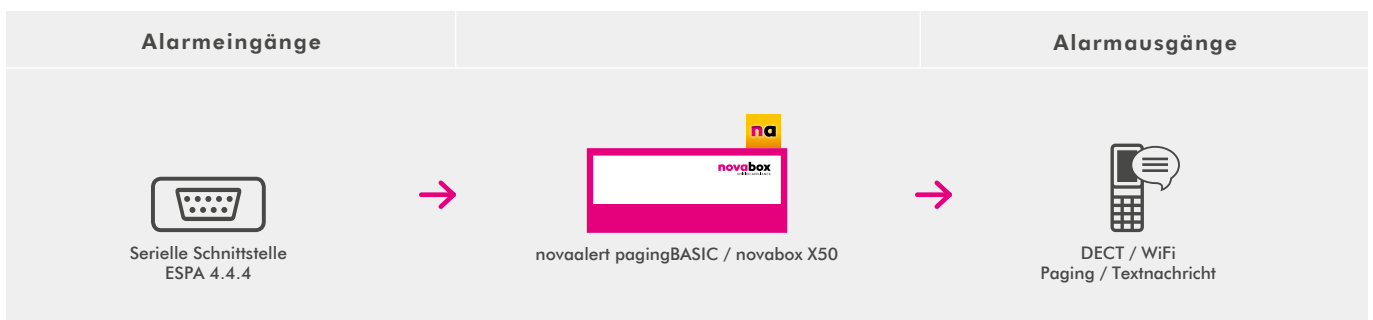 Alarmeingänge
Alarmausgänge
na
novabox
Serielle Schnittstelle
ESPA 4.4.4
novaalert pagingBASIC / novabox X50
DECT / WiFi
Paging / Textnachricht